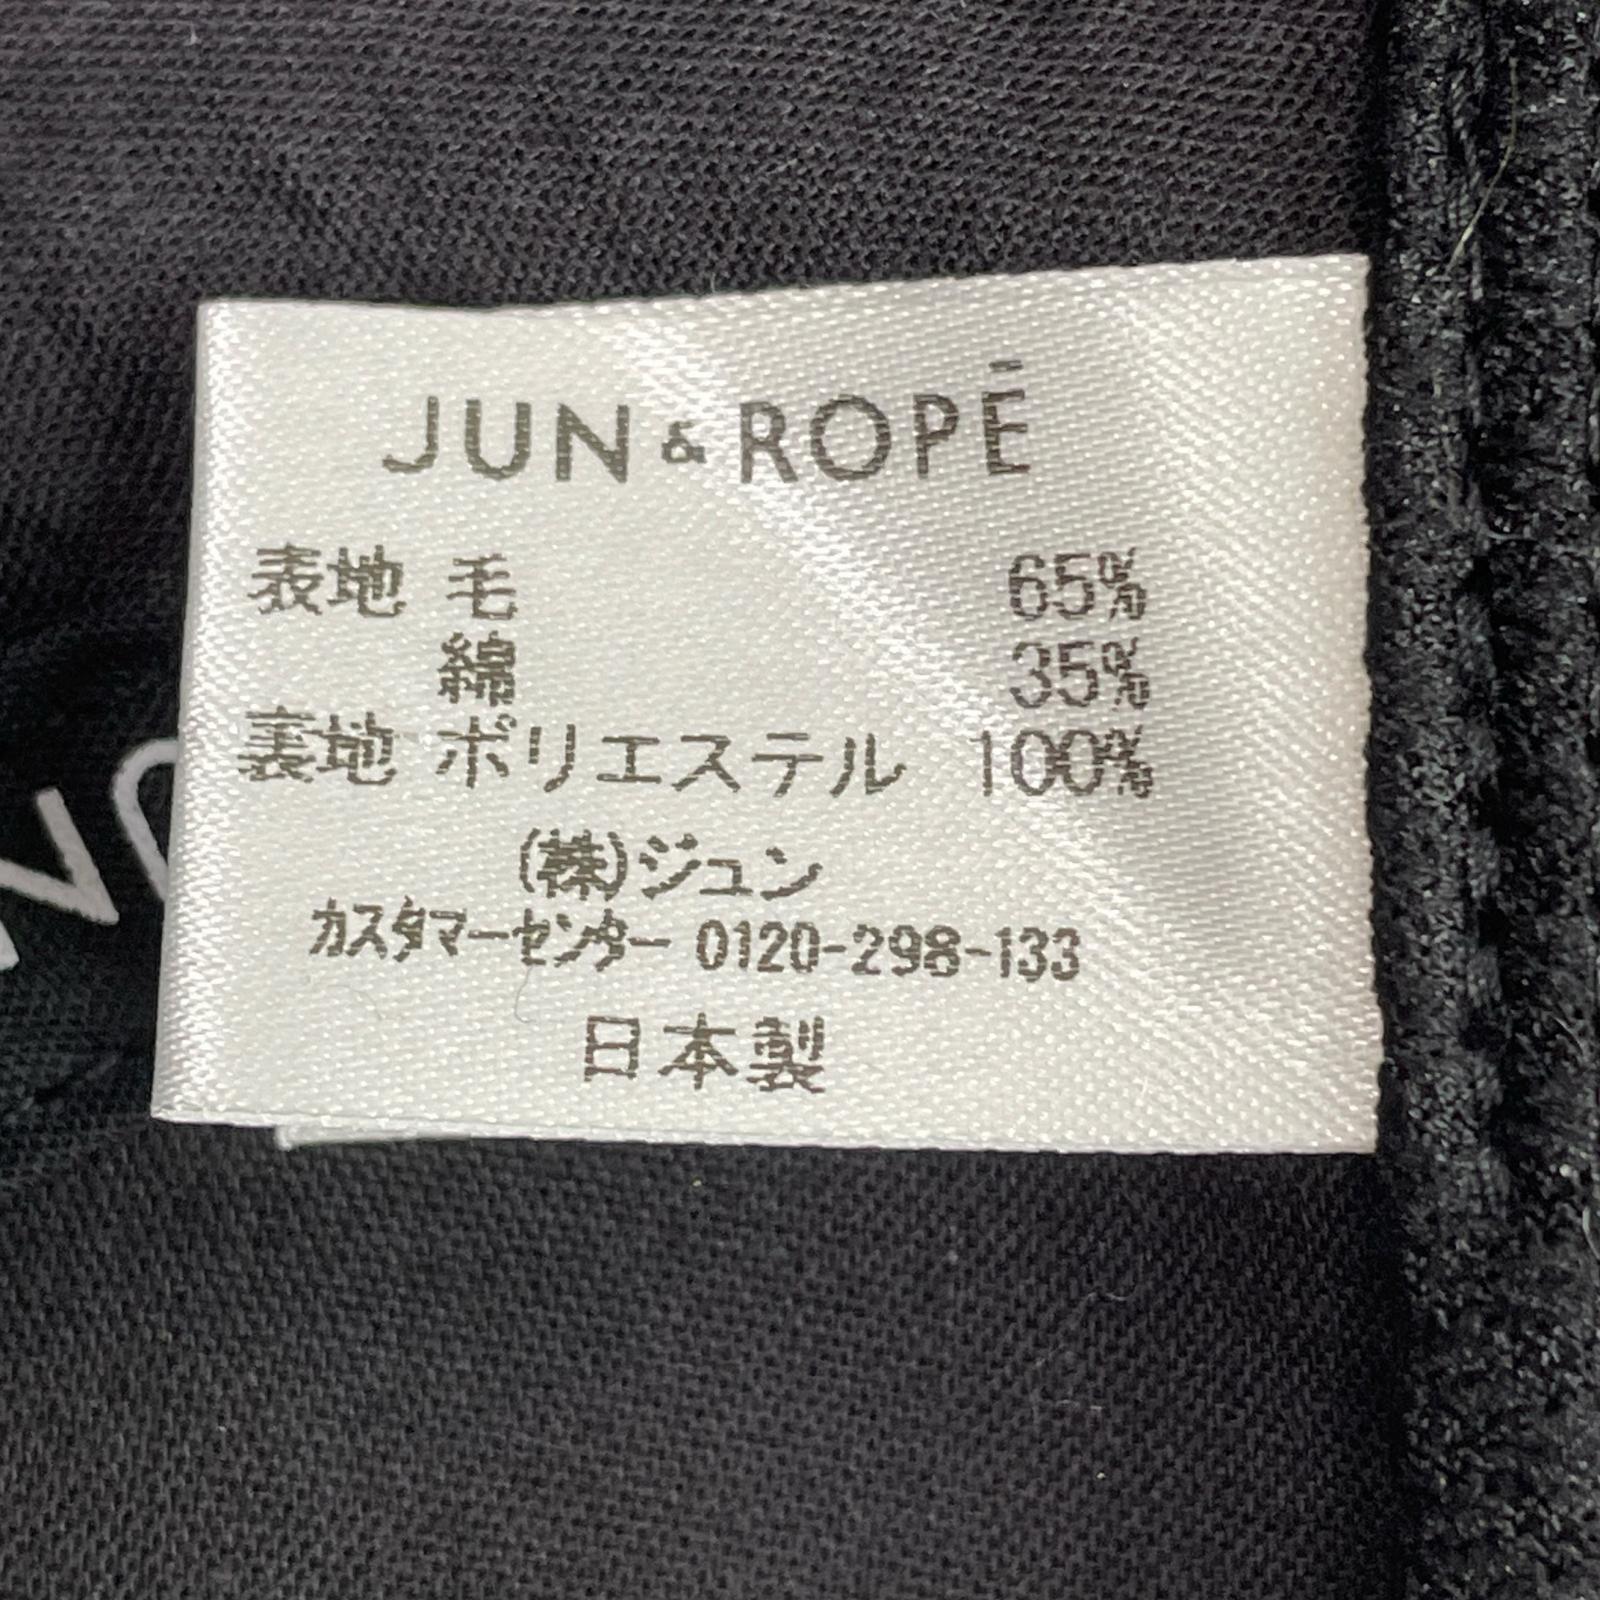 JUN & ROPÉ
表地 毛 65%
綿 35%
裏地 ポリエステル 100%
(株)ジュン
カスタマーセンター 0120-298-133
日本製